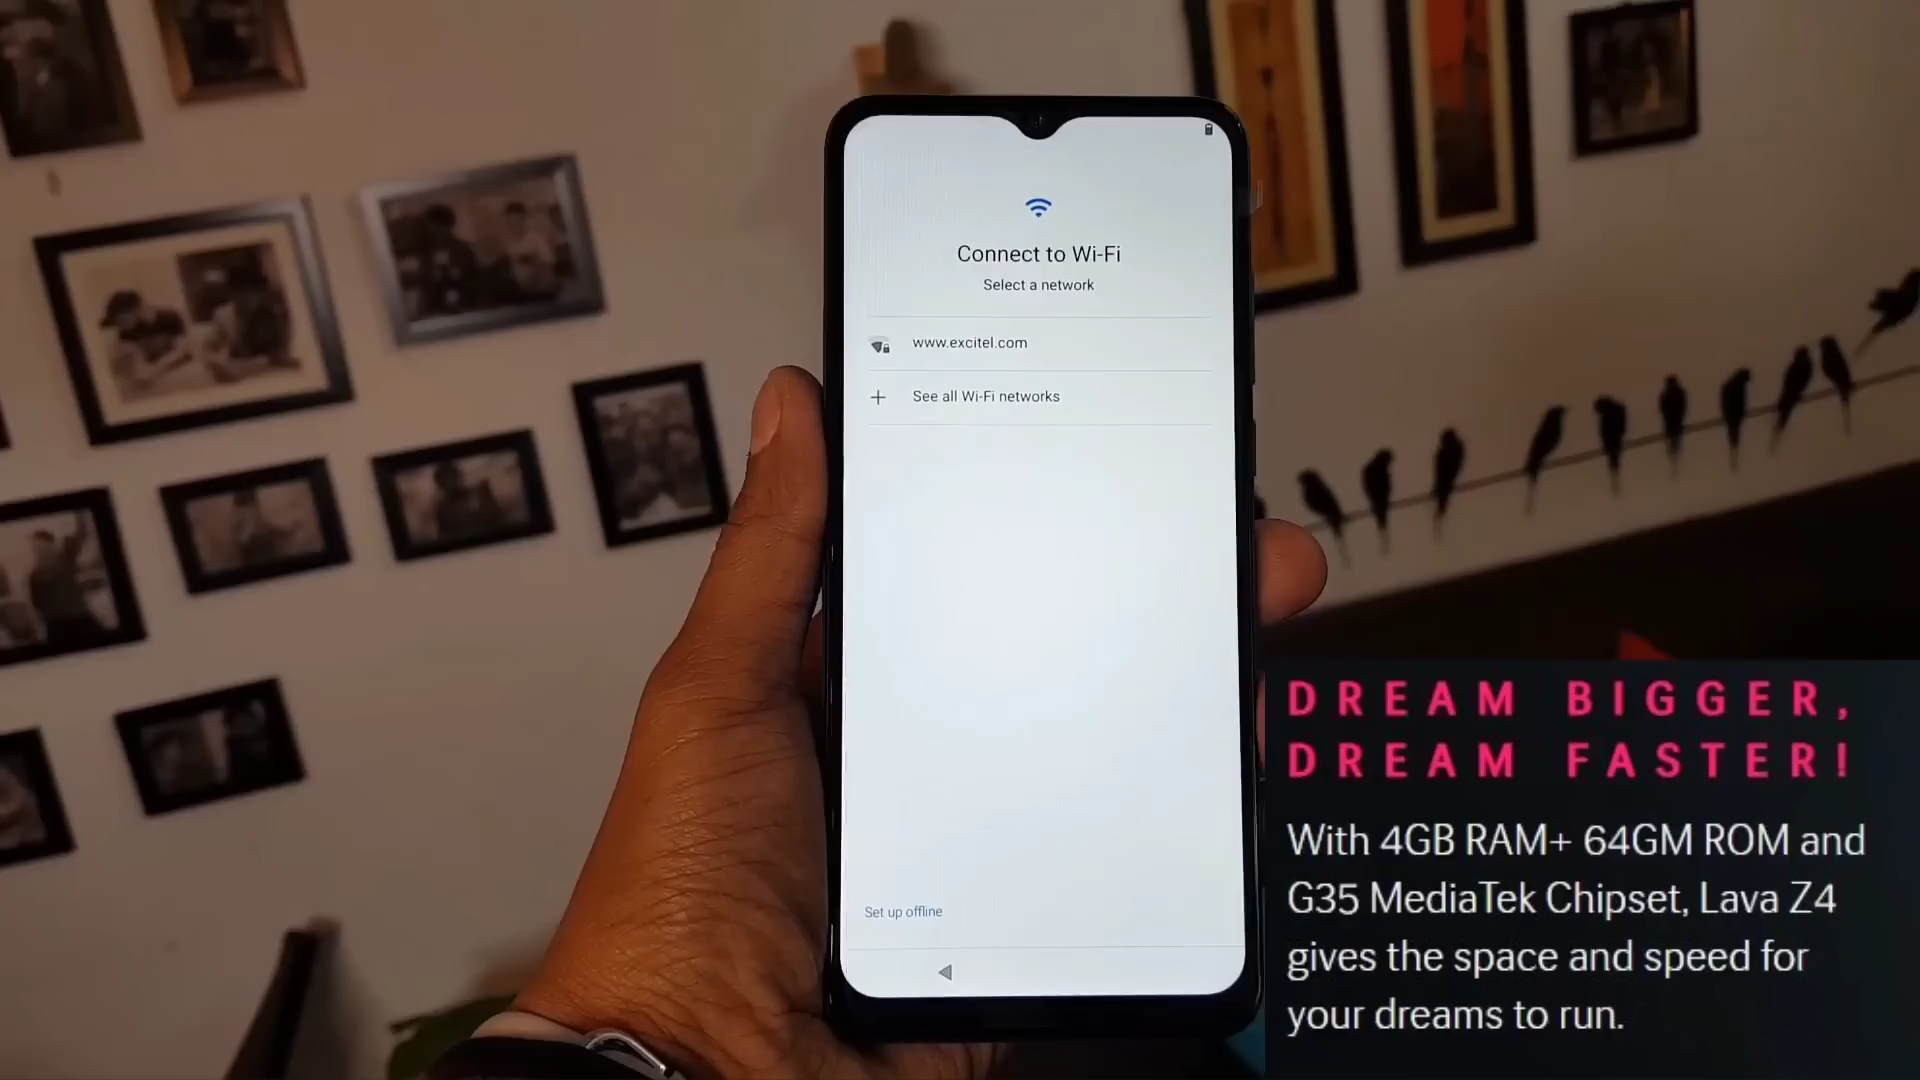 Connect to Wi-Fi
Select a network
www.excitel.com
See all Wi-Fi networks
Set up offline
DREAM BIGGER,
DREAM FASTER!
With 4GB RAM+ 64GM ROM and
G35 MediaTek Chipset, Lava Z4
gives the space and speed for
your dreams to run.